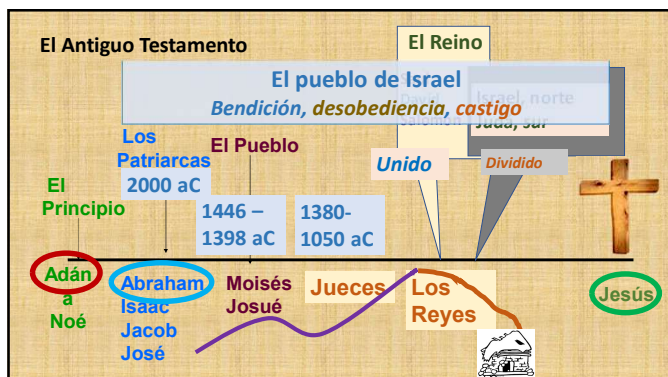 El Antiguo Testamento
El Reino
El pueblo de Israel
Bendición, desobediencia, castigo
Israel, norte
Judá, sur
Los
Patriarcas
2000 aC
El Pueblo
Unido
Dividido
El
Principio
1446 –
1398 aC
1380-
1050 aC
Adán
a
Noé
Abraham
Isaac
Jacob
José
Moisés
Josué
Jueces
Los
Reyes
Jesús